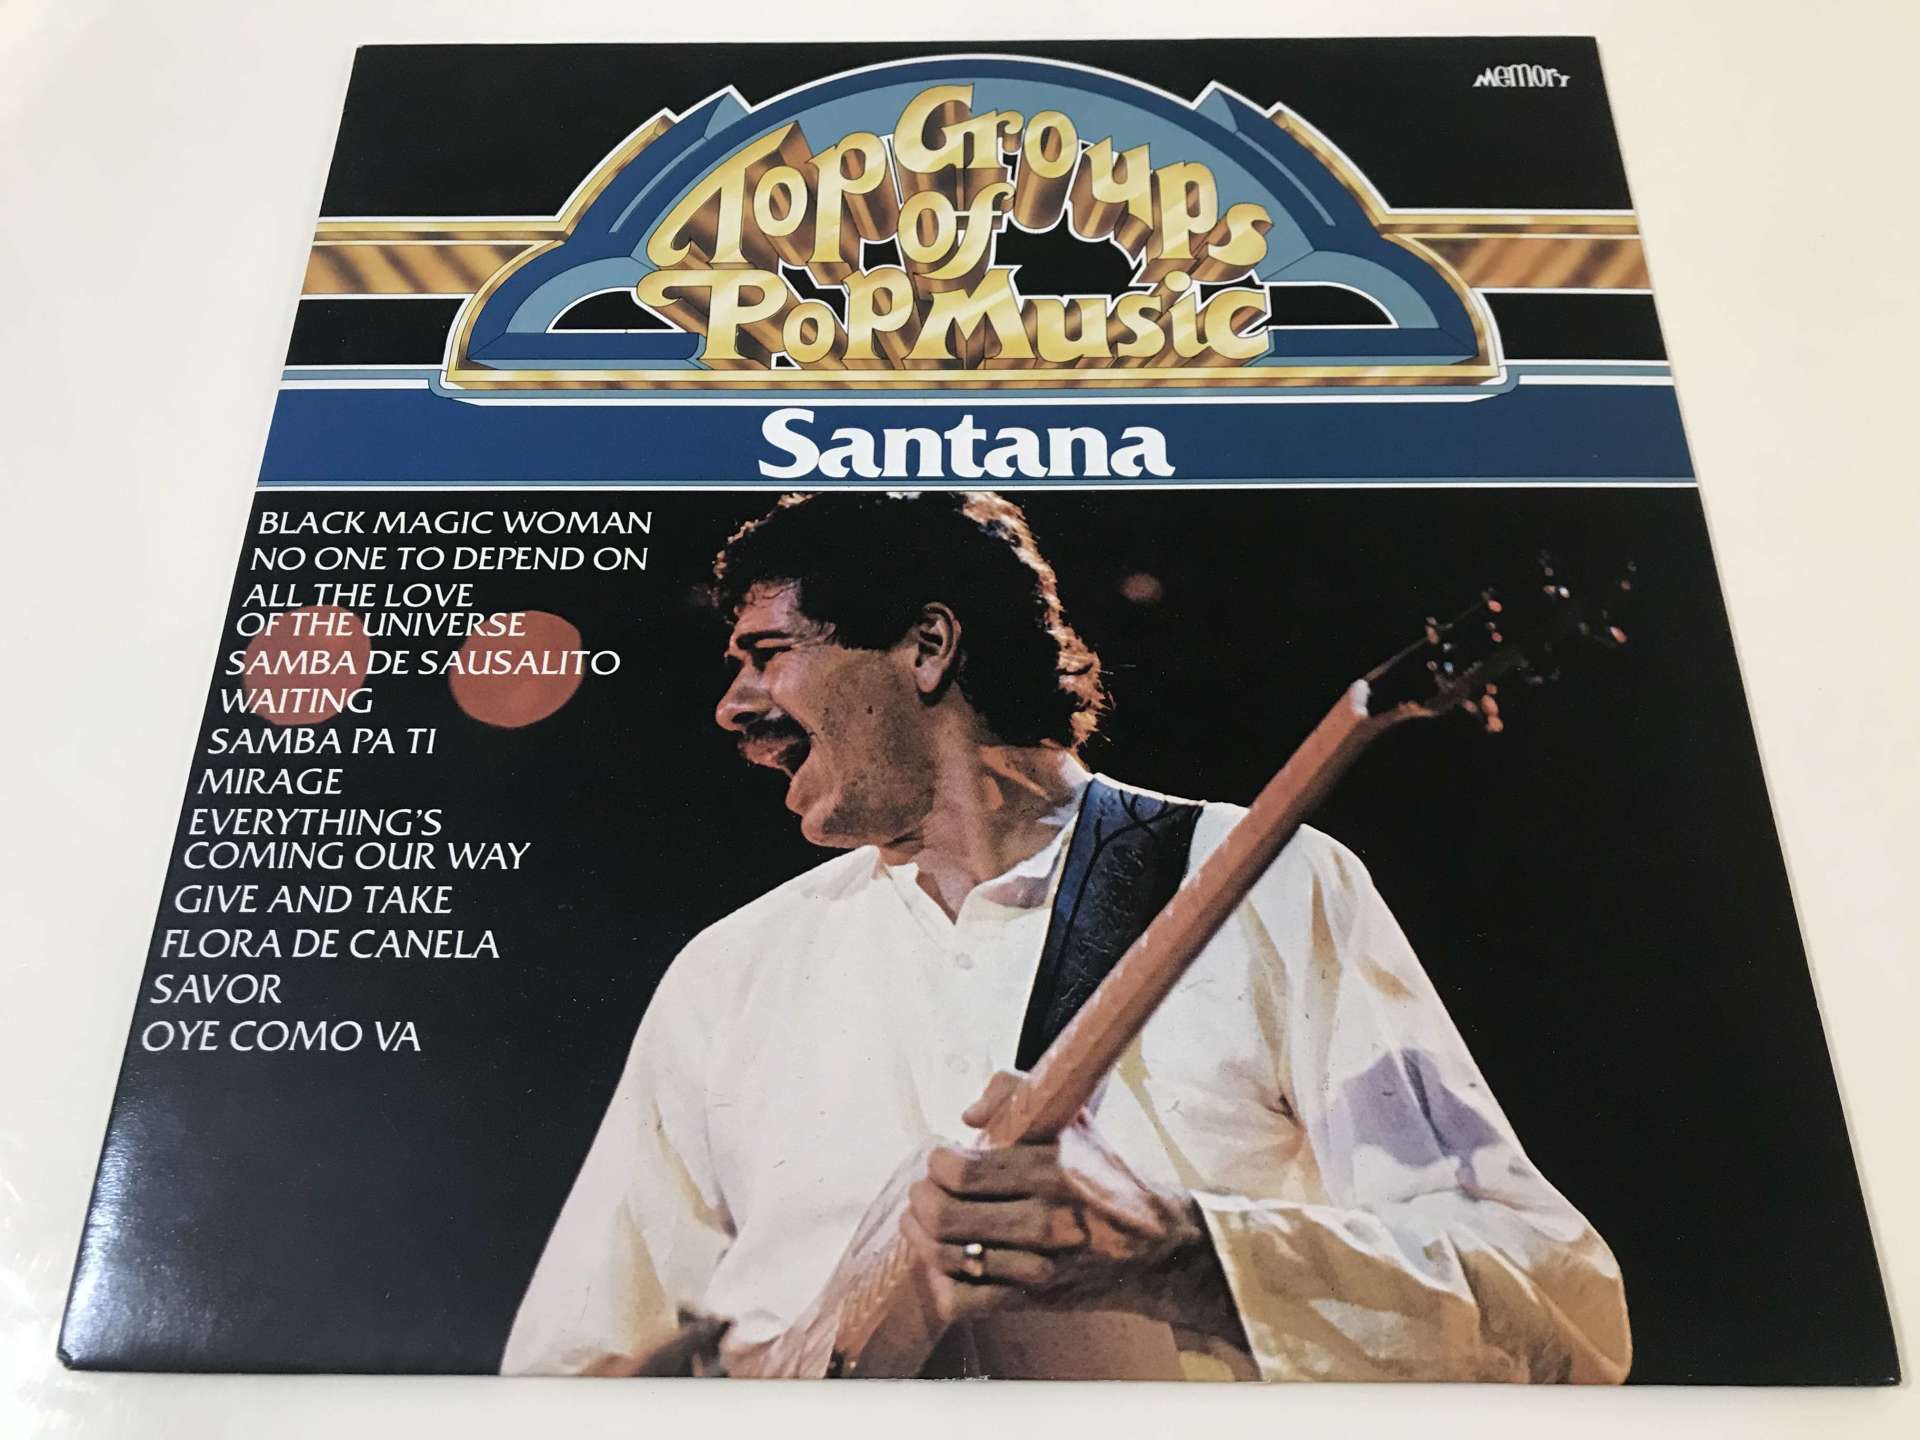 Memory
Top Groups
of
Pop Music
Santana
BLACK MAGIC WOMAN
NO ONE TO DEPEND ON
ALL THE LOVE
OF THE UNIVERSE
SAMBA DE SAUSALITO
WAITING
SAMBA PA TI
MIRAGE
EVERYTHING'S
COMING OUR WAY
GIVE AND TAKE
FLORA DE CANELA
SAVOR
OYE COMO VA